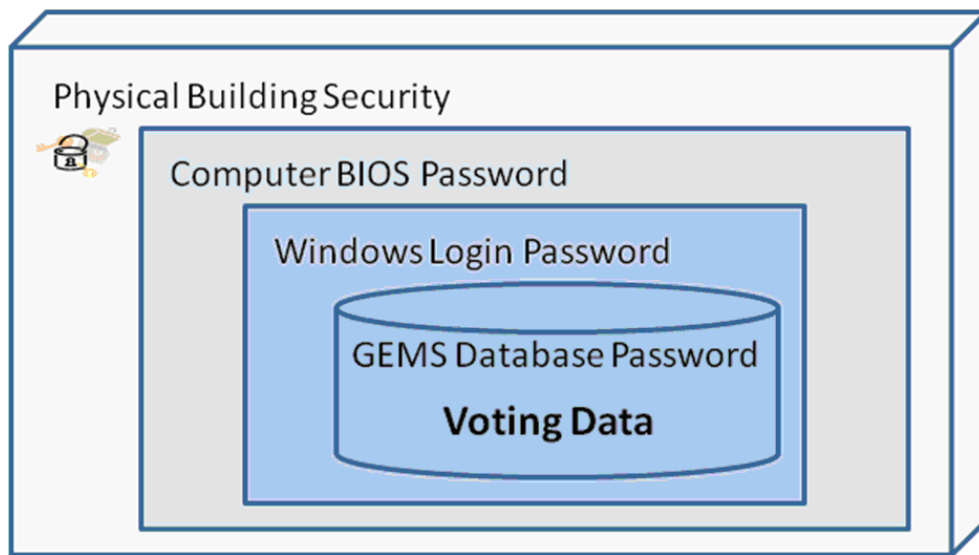 Physical Building Security
Computer BIOS Password
Windows Login Password
GEMS Database Password
Voting Data